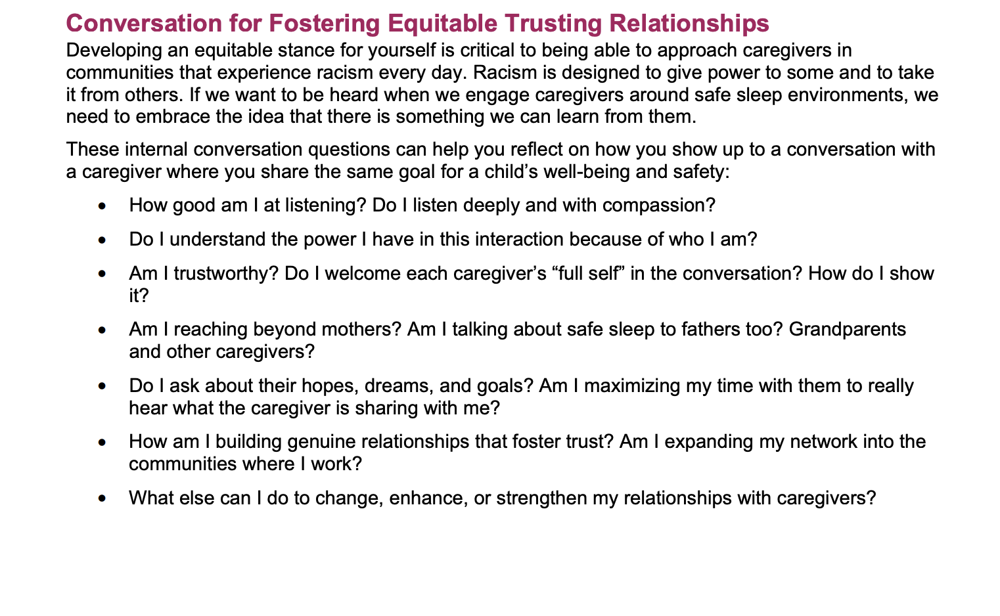 Conversation for Fostering Equitable Trusting Relationships
Developing an equitable stance for yourself is critical to being able to approach caregivers in
communities that experience racism every day. Racism is designed to give power to some and to take
it from others. If we want to be heard when we engage caregivers around safe sleep environments, we
need to embrace the idea that there is something we can learn from them.
These internal conversation questions can help you reflect on how you show up to a conversation with
a caregiver where you share the same goal for a child’s well-being and safety:
• How good am I at listening? Do I listen deeply and with compassion?
• Do I understand the power I have in this interaction because of who I am?
• Am I trustworthy? Do I welcome each caregiver’s “full self” in the conversation? How do I show
it?
• Am I reaching beyond mothers? Am I talking about safe sleep to fathers too? Grandparents
and other caregivers?
• Do I ask about their hopes, dreams, and goals? Am I maximizing my time with them to really
hear what the caregiver is sharing with me?
• How am I building genuine relationships that foster trust? Am I expanding my network into the
communities where I work?
• What else can I do to change, enhance, or strengthen my relationships with caregivers?